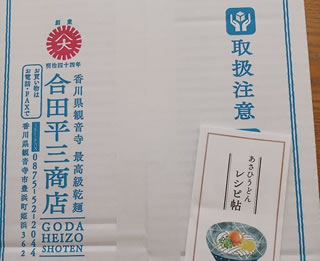 取扱注意
創業
大
明治四十四年
香川県観音寺 最高級乾麺
合田平三商店
GODA
HEIZO
SHOTEN
お買い物は
お電話・FAXで
0875-52-2044
香川県観音寺市豊浜町姫浜362
あさひうどん
レシピ帖